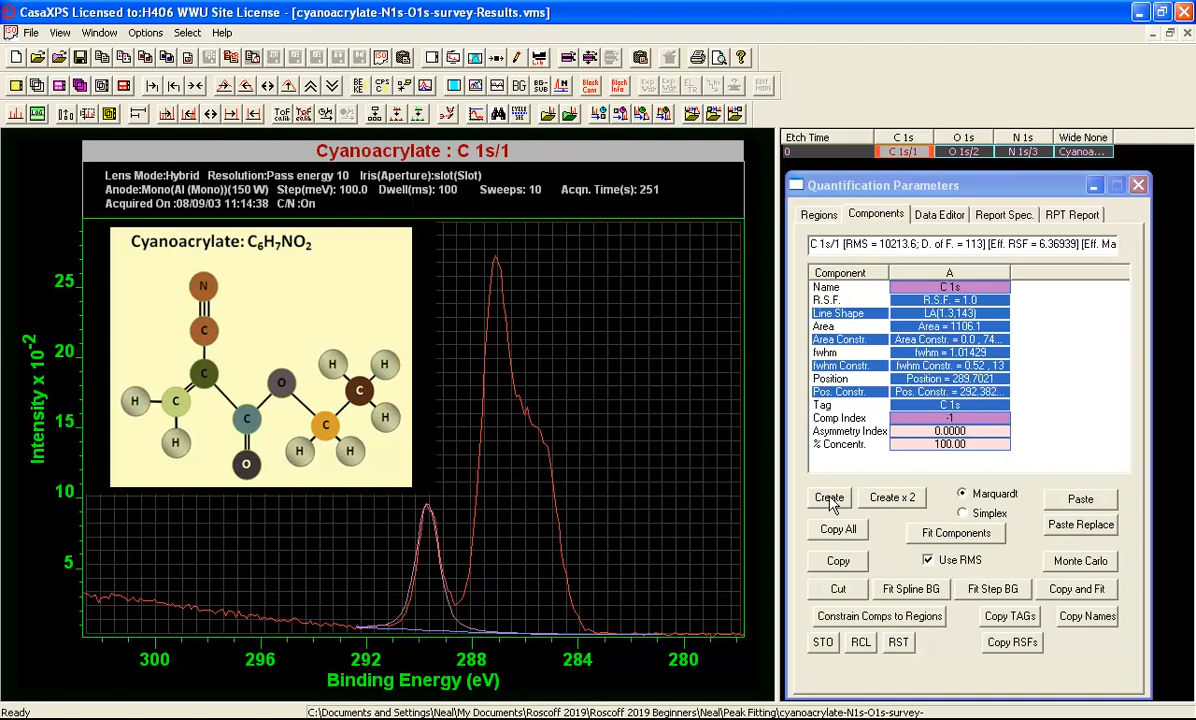 CasaXPS Licensed to:H406 WWU Site License - [cyanoacrylate-N1s-O1s-survey-Results.vms]
File View Window Options Select Help
Cyanoacrylate : C 1s/1
Lens Mode:Hybrid Resolution:Pass energy 10 Iris(Aperture):slot(Slot)
Anode:Mono(Al (Mono))(150 W) Step(meV): 100.0 Dwell(ms): 100 Sweeps: 10 Acqn. Time(s): 251
Acquired On :08/09/03 11:14:38 C/N :On
Cyanoacrylate: C6H7NO2
N
C
C
C
C
O
O
C
C
H
H
H
H
H
H
H
Intensity x 10^-2
25
20
15
10
5
300 296 292 288 284 280
Binding Energy (eV)
Etch Time C 1s O 1s N 1s Wide None
0 C 1s/1 O 1s/2 N 1s/3 Cyanoa...
Quantification Parameters
Regions Components Data Editor Report Spec. RPT Report
C 1s/1 [RMS = 10213.6; D. of F. = 113] [Eff. RSF = 6.36939] [Eff. Ma
Component A
Name C 1s
R.S.F. R.S.F. = 1.0
Line Shape LA(1.3,143)
Area Area = 1106.1
Area Constr. Area Constr. = 0.0 , 74...
fwhm fwhm = 1.01429
fwhm Constr. fwhm Constr. = 0.52 , 13
Position Position = 289.7021
Pos. Constr. Pos. Constr. = 292.382...
Tag C 1s
Comp Index -1
Asymmetry Index 0.0000
% Concentr. 100.00
Create Create x 2 Marquardt Paste
Simplex
Copy All Fit Components Paste Replace
Copy Use RMS Monte Carlo
Cut Fit Spline BG Fit Step BG Copy and Fit
Constrain Comps to Regions Copy TAGs Copy Names
STO RCL RST Copy RSFs
Ready C:\Documents and Settings\Neal\My Documents\Roscoff 2019\Roscoff 2019 Beginners\Neal\Peak Fitting\cyanoacrylate-N1s-O1s-survey-